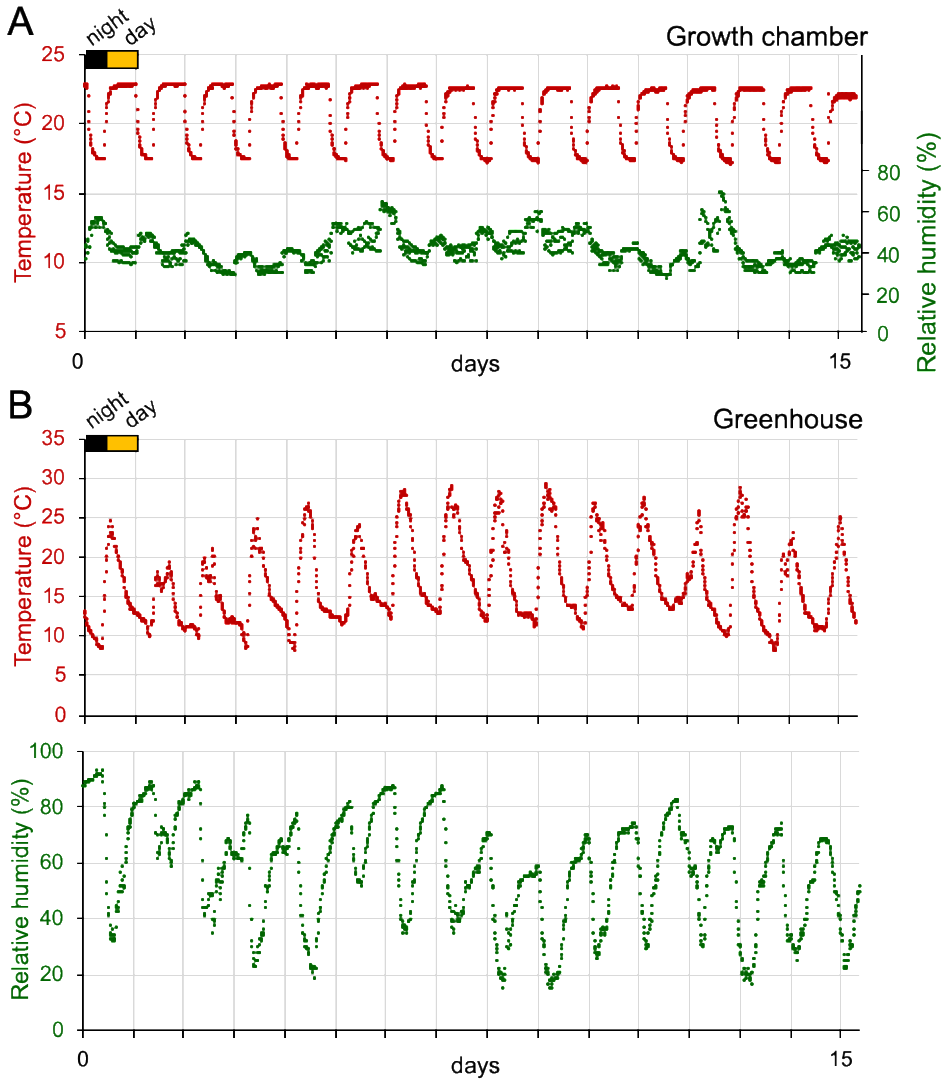 A
night
day
Growth chamber
25
20
15
10
5
Temperature (°C)
80
60
40
20
0
Relative humidity (%)
0
15
days
B
night
day
Greenhouse
35
30
25
20
15
10
5
0
Temperature (°C)
100
80
60
40
20
0
Relative humidity (%)
0
15
days